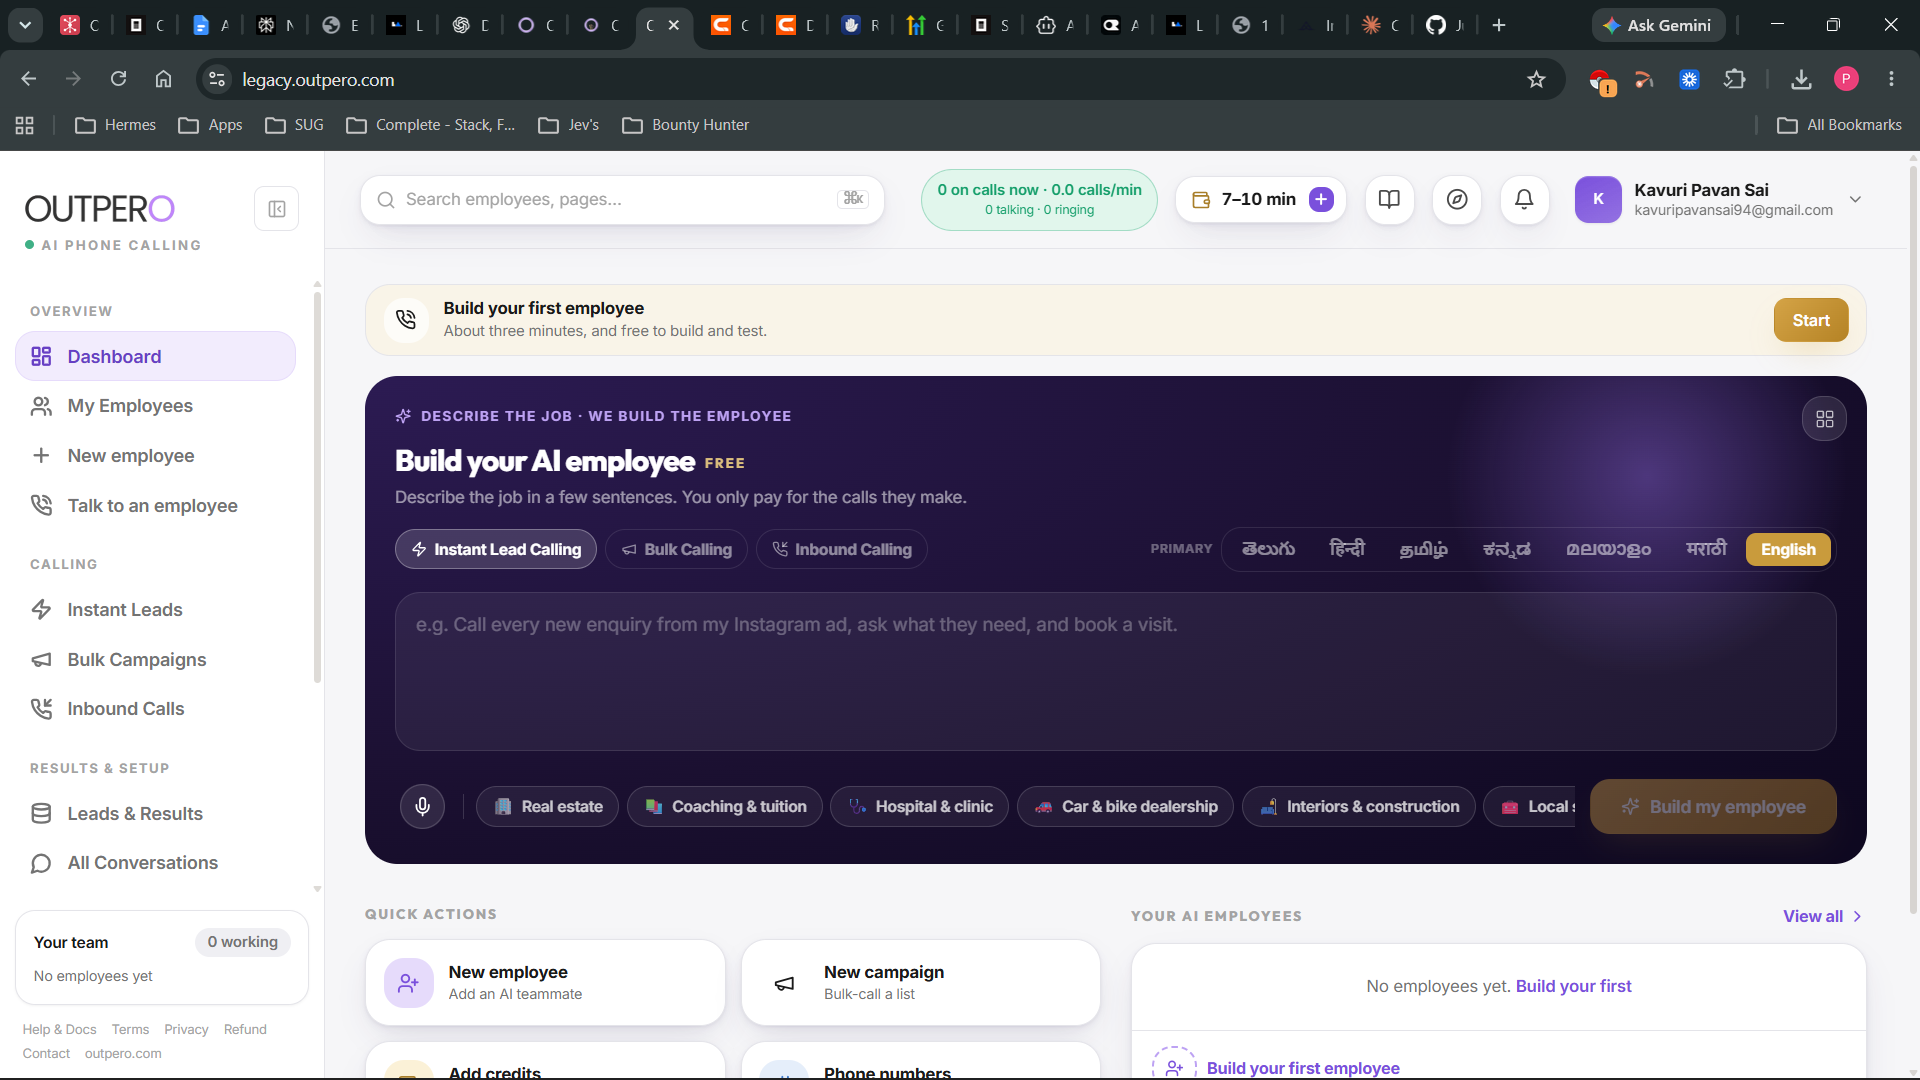 Ask Gemini
legacy.outpero.com
Hermes
Apps
SUG
Complete - Stack, F...
Jev's
Bounty Hunter
All Bookmarks
OUTPERO
AI PHONE CALLING
Search employees, pages...
⌘K
0 on calls now · 0.0 calls/min
0 talking · 0 ringing
7–10 min
K
Kavuri Pavan Sai
kavuripavansai94@gmail.com
OVERVIEW
Dashboard
My Employees
New employee
Talk to an employee
CALLING
Instant Leads
Bulk Campaigns
Inbound Calls
RESULTS & SETUP
Leads & Results
All Conversations
Your team
0 working
No employees yet
Help & Docs
Terms
Privacy
Refund
Contact
outpero.com
Build your first employee
About three minutes, and free to build and test.
Start
DESCRIBE THE JOB · WE BUILD THE EMPLOYEE
Build your AI employee FREE
Describe the job in a few sentences. You only pay for the calls they make.
Instant Lead Calling
Bulk Calling
Inbound Calling
PRIMARY
తెలుగు
हिन्दी
தமிழ்
ಕನ್ನಡ
മലയാളം
मराठी
English
e.g. Call every new enquiry from my Instagram ad, ask what they need, and book a visit.
Real estate
Coaching & tuition
Hospital & clinic
Car & bike dealership
Interiors & construction
Local
Build my employee
QUICK ACTIONS
New employee
Add an AI teammate
New campaign
Bulk-call a list
Add credits
Phone numbers
YOUR AI EMPLOYEES
View all
No employees yet. Build your first
Build your first employee